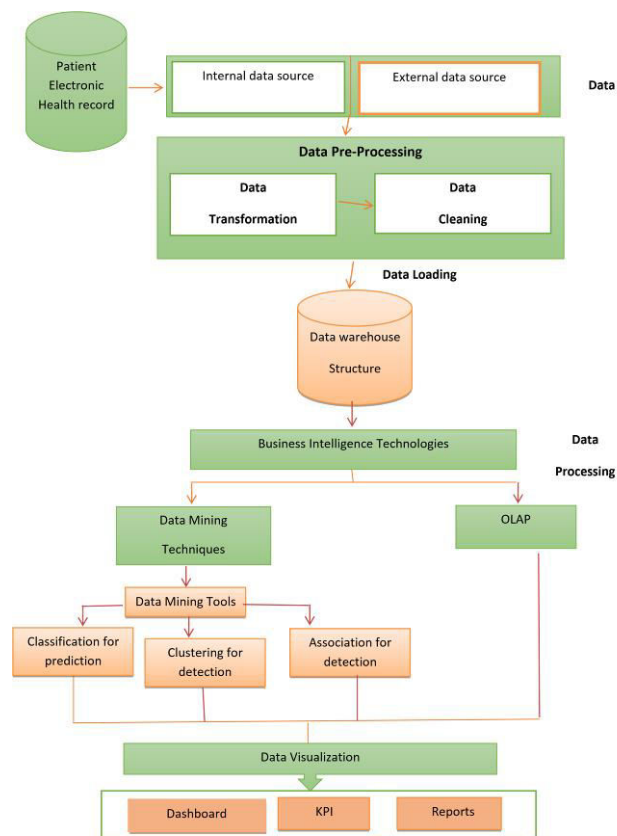 Patient
Electronic
Health record
Internal data source
External data source
Data
Data Pre-Processing
Data
Transformation
Data
Cleaning
Data Loading
Data warehouse
Structure
Business Intelligence Technologies
Data
Processing
Data Mining
Techniques
OLAP
Data Mining Tools
Classification for
prediction
Clustering for
detection
Association for
detection
Data Visualization
Dashboard
KPI
Reports